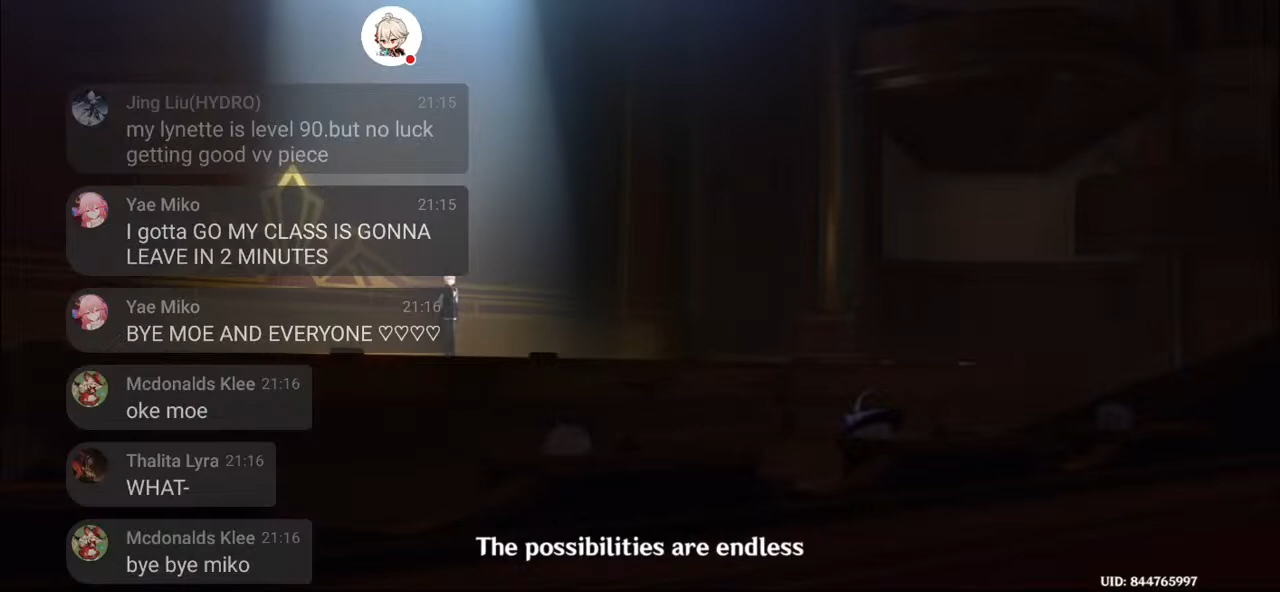 Jing Liu(HYDRO) 21:15
my lynette is level 90.but no luck
getting good vv piece
Yae Miko 21:15
I gotta GO MY CLASS IS GONNA
LEAVE IN 2 MINUTES
Yae Miko 21:16
BYE MOE AND EVERYONE ♡♡♡♡
Mcdonalds Klee 21:16
oke moe
Thalita Lyra 21:16
WHAT-
Mcdonalds Klee 21:16
bye bye miko
The possibilities are endless
UID: 844765997